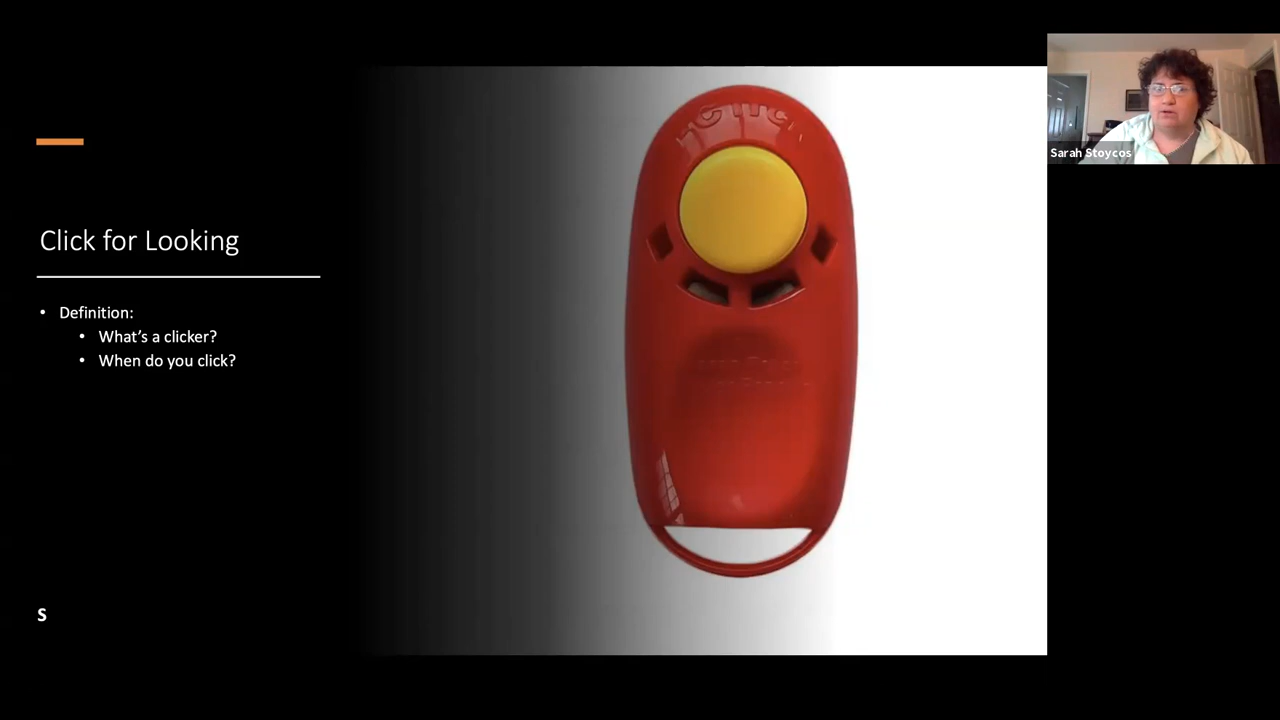 Click for Looking
• Definition:
• What's a clicker?
• When do you click?
S
Sarah Stoycos